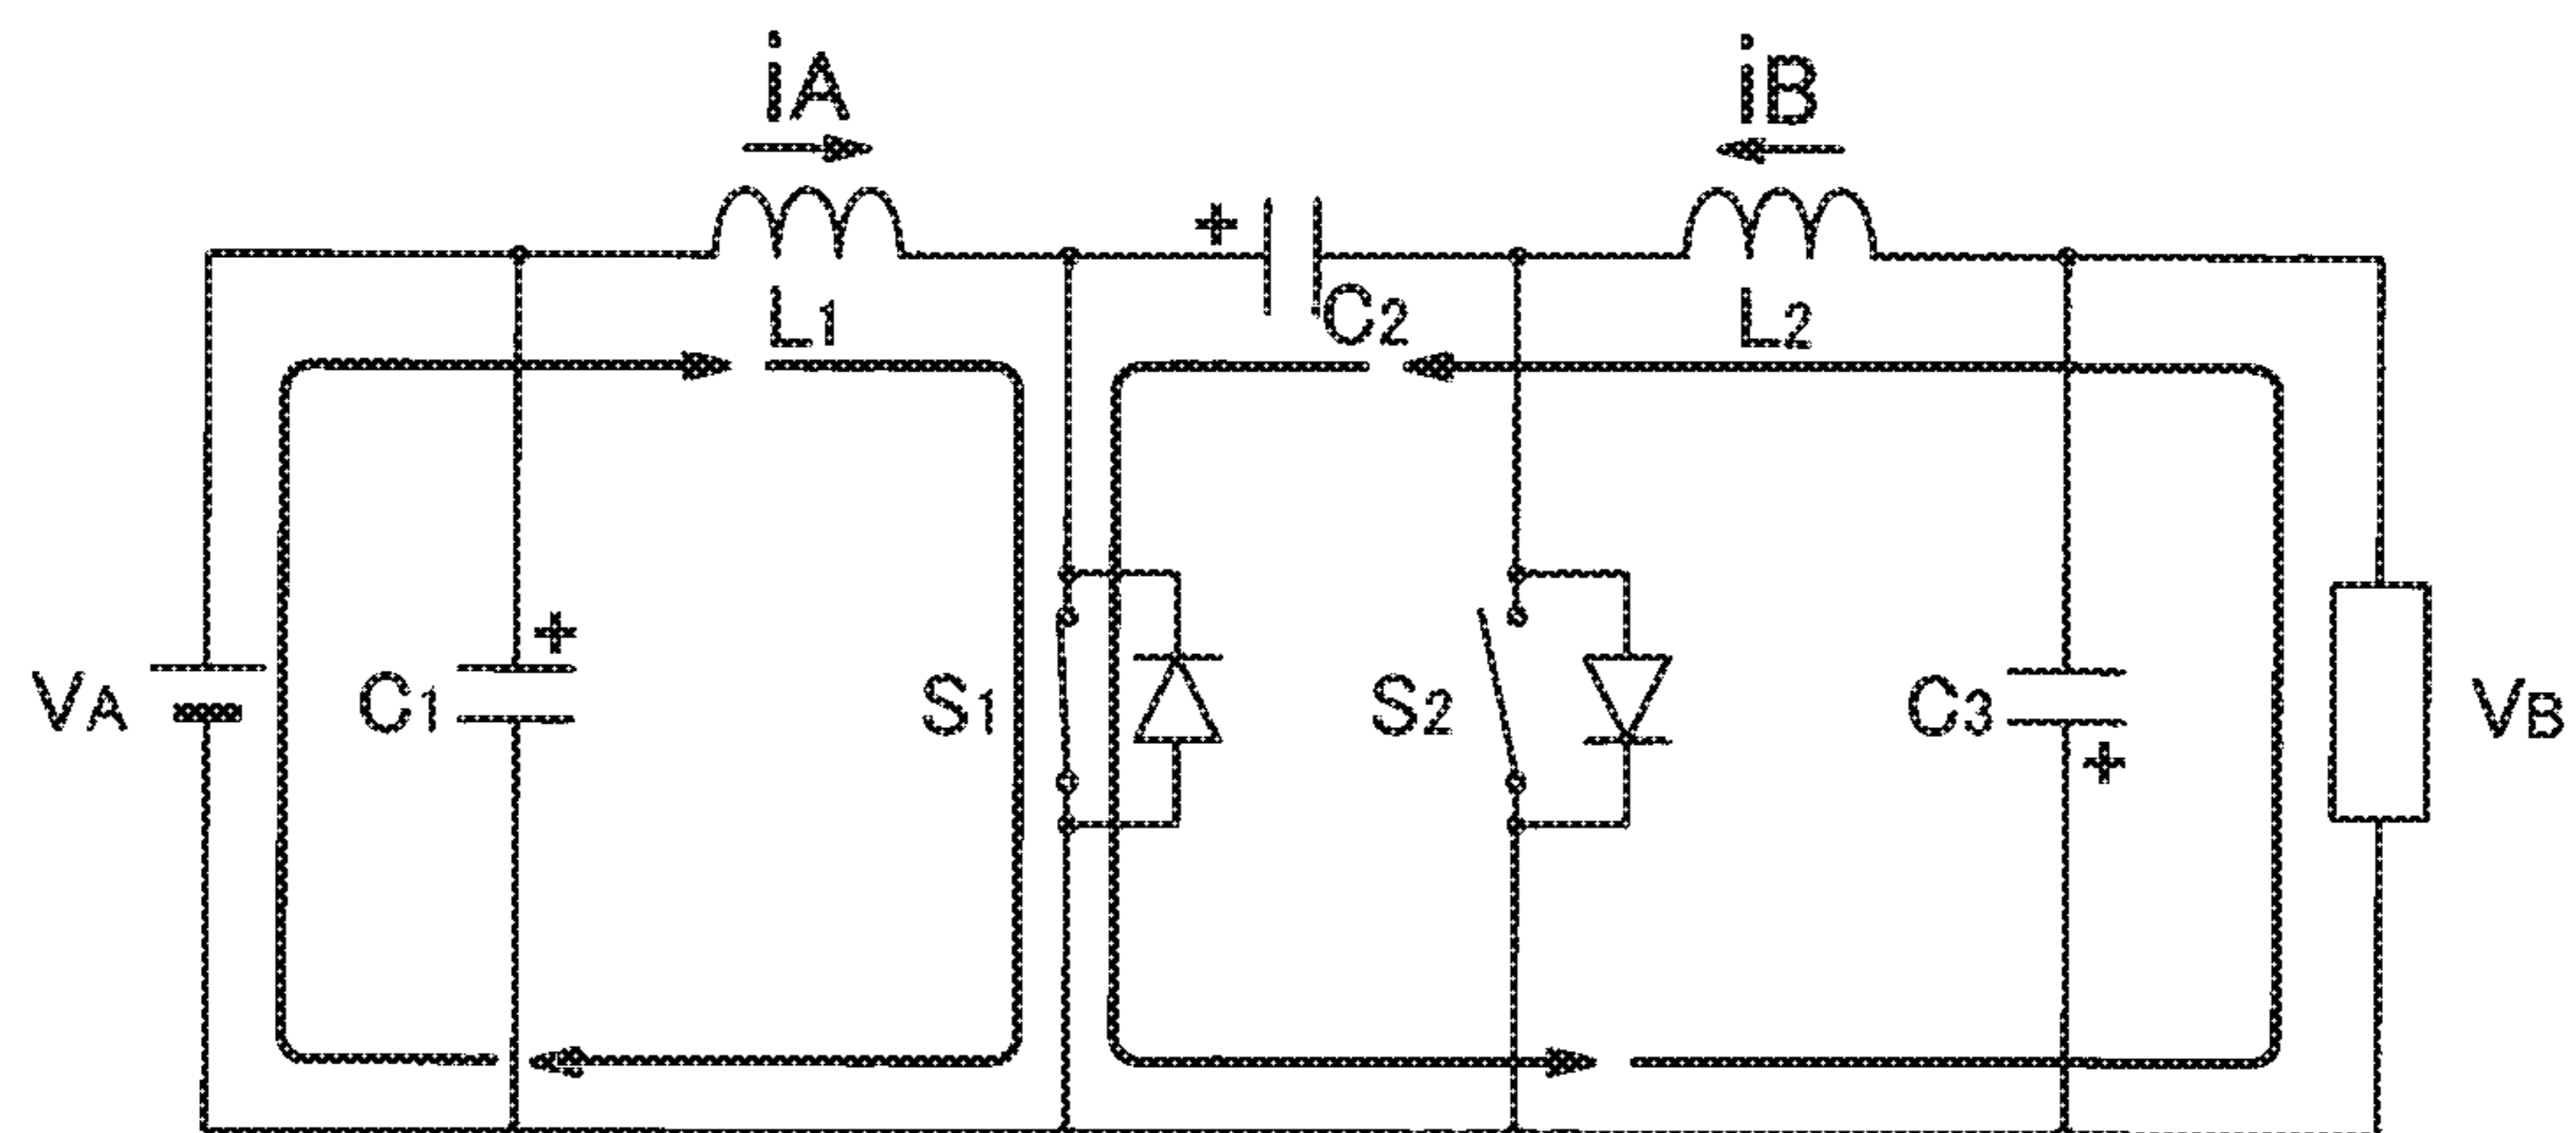 iA
iB
+
L1
C2
L2
+
VA
C1
S1
S2
C3
VB
+